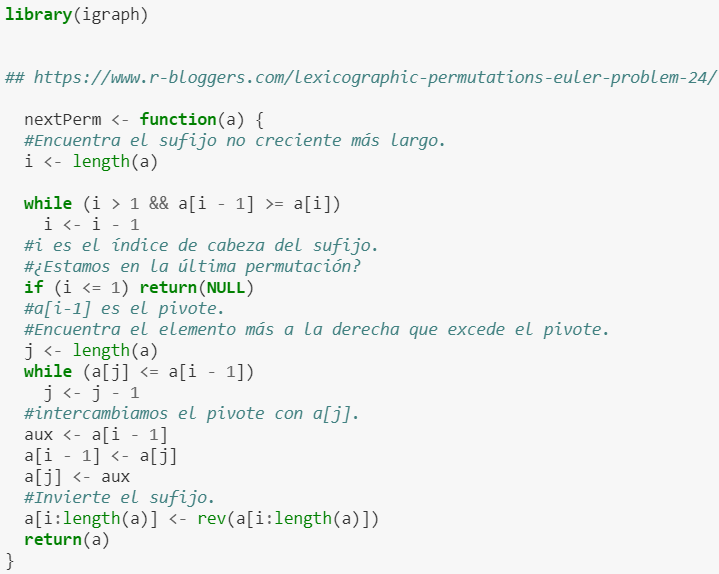 library(igraph)
## https://www.r-bloggers.com/lexicographic-permutations-euler-problem-24/
nextPerm <- function(a) {
#Encuentra el sufijo no creciente más largo.
i <- length(a)
while (i > 1 && a[i - 1] >= a[i])
i <- i - 1
#i es el índice de cabeza del sufijo.
#¿Estamos en la última permutación?
if (i <= 1) return(NULL)
#a[i-1] es el pivote.
#Encuentra el elemento más a la derecha que excede el pivote.
j <- length(a)
while (a[j] <= a[i - 1])
j <- j - 1
#intercambiamos el pivote con a[j].
aux <- a[i - 1]
a[i - 1] <- a[j]
a[j] <- aux
#Invierte el sufijo.
a[i:length(a)] <- rev(a[i:length(a)])
return(a)
}